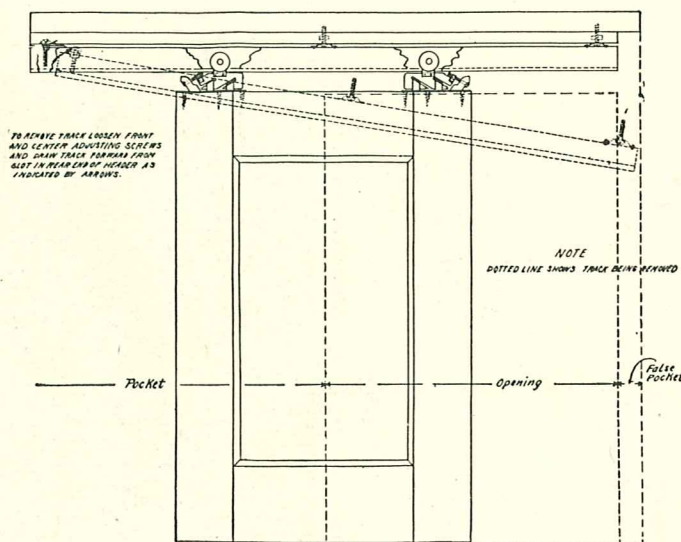 TO REMOVE TRACK LOOSEN FRONT
AND CENTER ADJUSTING SCREWS
AND DRAW TRACK FORWARD FROM
SLOT IN REAR END OF HEADER AS
INDICATED BY ARROWS.
NOTE
DOTTED LINE SHOWS TRACK BEING REMOVED
Pocket
Opening
False
Pocket